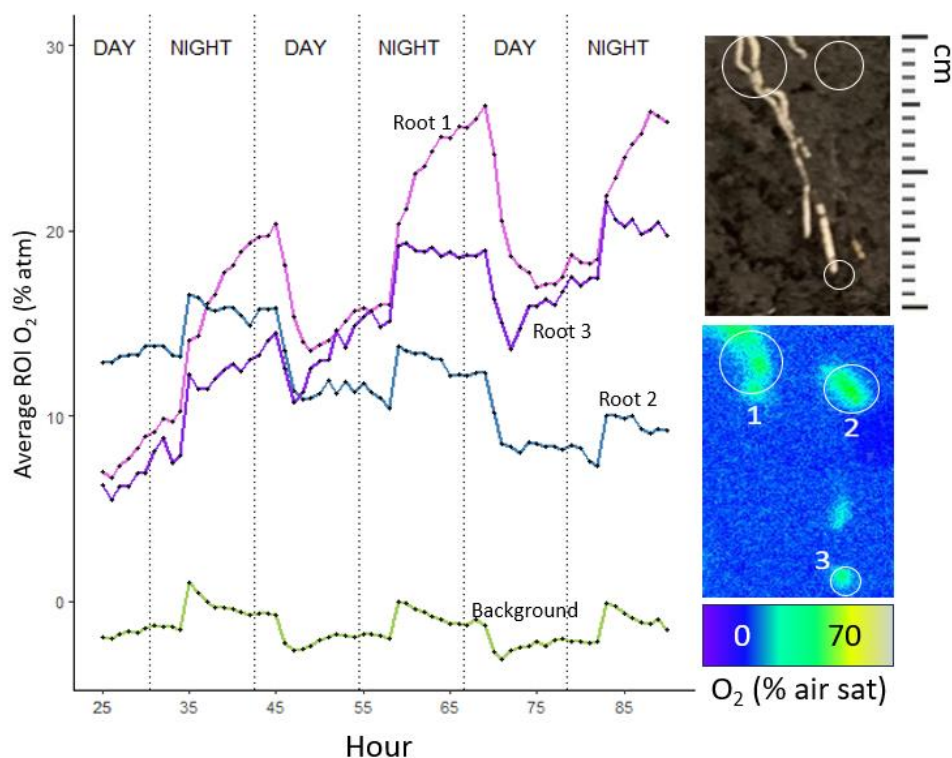 DAY NIGHT DAY NIGHT DAY NIGHT
30
20
10
0
Average ROI O₂ (% atm)
Root 1
Root 3
Root 2
Background
25 35 45 55 65 75 85
Hour
cm
1
2
3
0 70
O₂ (% air sat)